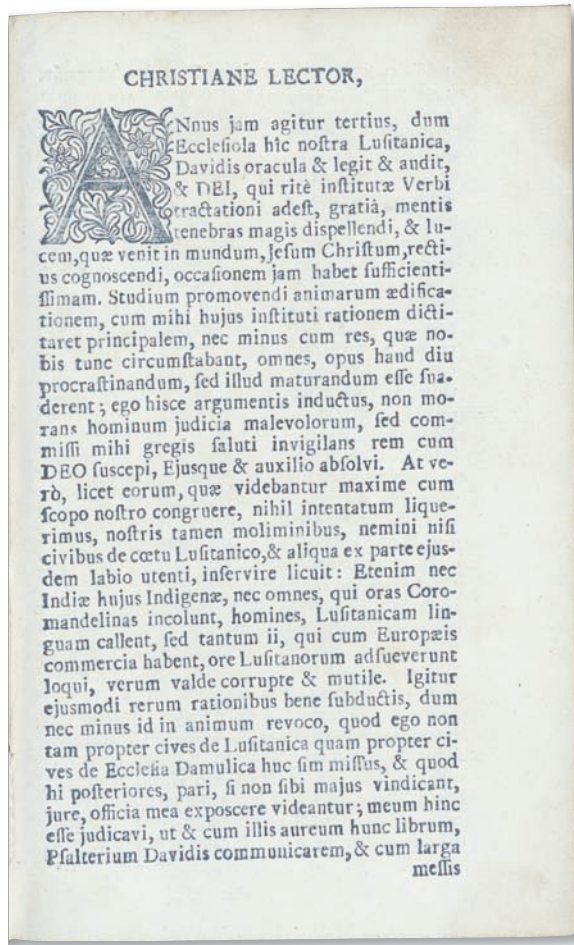 CHRISTIANE LECTOR,
ANnus jam agitur tertius, dum
Ecclesiola hìc nostra Lusitanica,
Davidis oracula & legit & audit,
& DEI, qui ritè institutæ Verbi
tractationi adest, gratiâ, mentis
tenebras magis dispellendi, & lu-
cem,quæ venit in mundum,Jesum Christum,recti-
us cognoscendi, occasionem jam habet sufficienti-
ssimam. Studium promovendi animarum ædifica-
tionem, cum mihi hujus instituti rationem dicti-
taret principalem, nec minus cum res, quæ no-
bis tunc circumstabant, omnes, opus haud diu
procrastinandum, sed illud maturandum esse sua-
derent; ego hisce argumentis inductus, non mo-
rans hominum judicia malevolorum, sed com-
missi mihi gregis saluti invigilans rem cum
DEO suscepi, Ejusque & auxilio absolvi. At ve-
rò, licet eorum,quæ videbantur maxime cum
scopo nostro congruere, nihil intentatum lique-
rimus, nostris tamen moliminibus, nemini nisi
civibus de cœtu Lusitanico,& aliqua ex parte ejus-
dem labio utenti, inservire licuit: Etenim nec
Indiæ hujus Indigenæ, nec omnes, qui oras Coro-
mandelinas incolunt, homines, Lusitanicam lin-
guam callent, sed tantum ii, qui cum Europæis
commercia habent, ore Lusitanorum adsueverunt
loqui, verum valde corrupte & mutile. Igitur
ejusmodi rerum rationibus bene subductis, dum
nec minus id in animum revoco, quod ego non
tam propter cives de Lusitanica quam propter ci-
ves de Ecclesia Damulica huc sim missus, & quod
hi posteriores, pari, si non sibi majus vindicant,
jure, officia mea exposcere videantur; meum hinc
esse judicavi, ut & cum illis aureum hunc librum,
Psalterium Davidis communicarem, & cum larga
messis